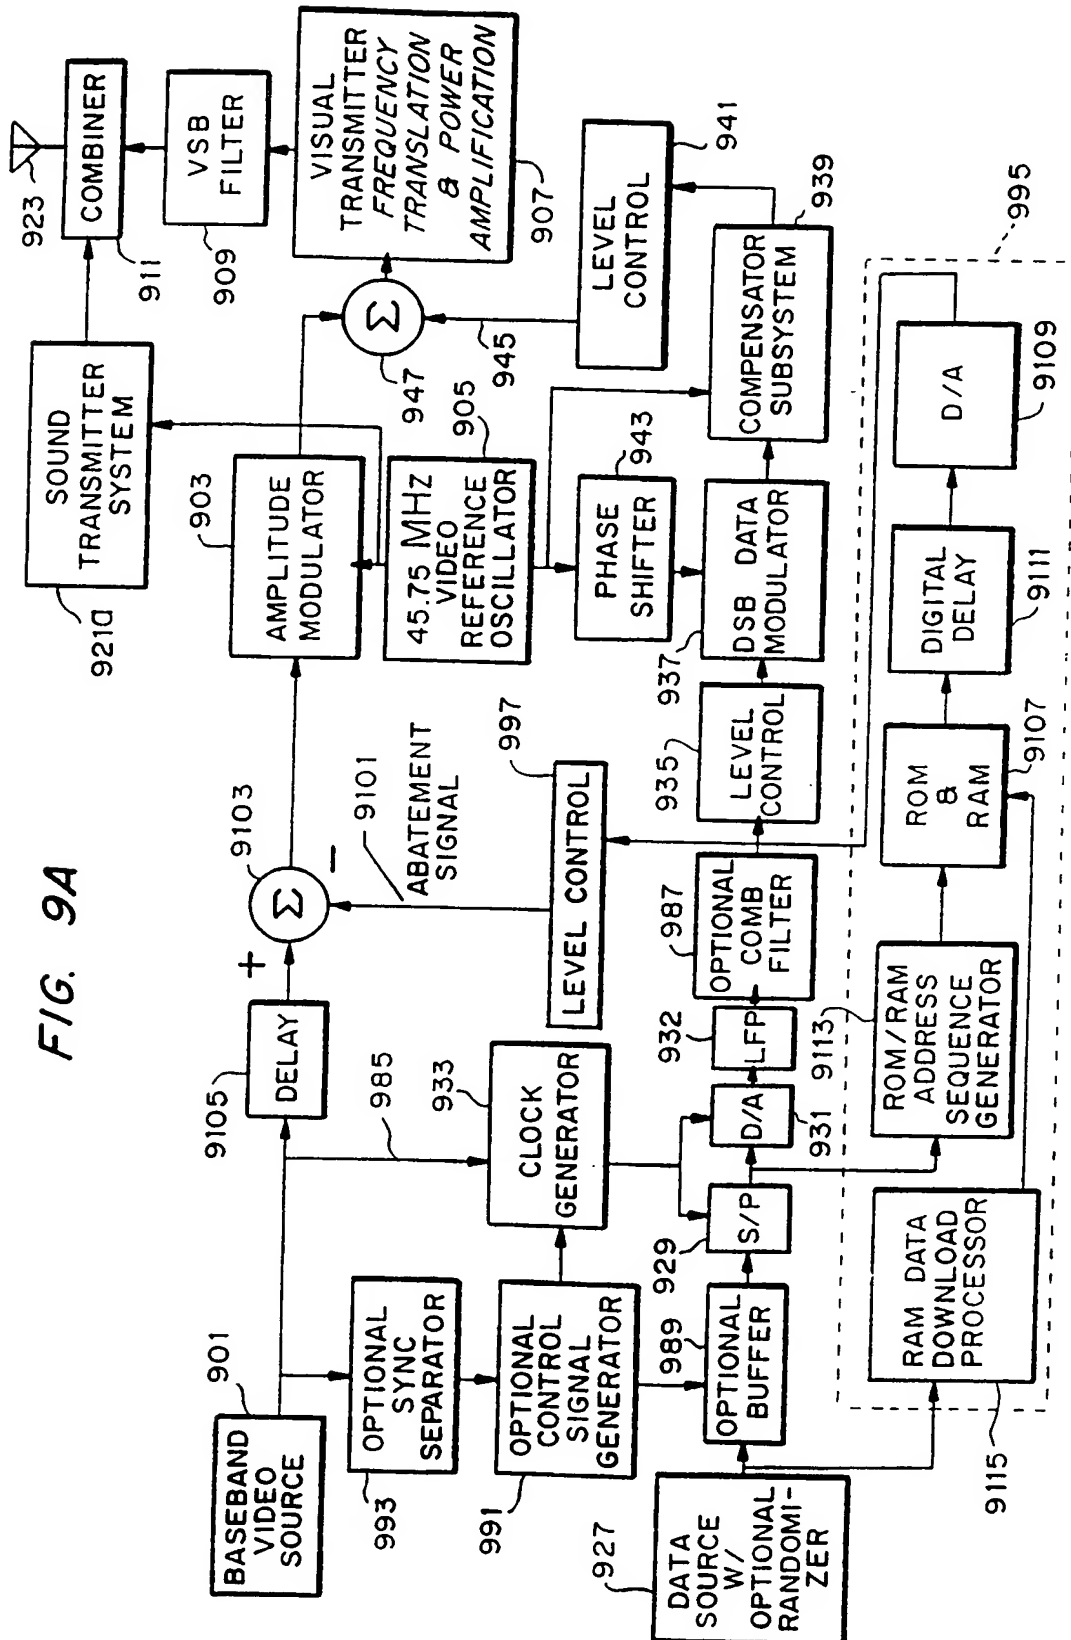 FIG. 9A
BASEBAND
VIDEO
SOURCE
901
9105
DELAY
985
+
9103
Σ
−
9101
ABATEMENT
SIGNAL
997
LEVEL CONTROL
903
AMPLITUDE
MODULATOR
SOUND
TRANSMITTER
SYSTEM
921a
923
COMBINER
911
VSB
FILTER
909
VISUAL
TRANSMITTER
FREQUENCY
TRANSLATION
& POWER
AMPLIFICATION
907
Σ
947
945
LEVEL
CONTROL
941
45.75 MHZ
VIDEO
REFERENCE
OSCILLATOR
905
PHASE
SHIFTER
943
OPTIONAL
SYNC
SEPARATOR
993
OPTIONAL
CONTROL
SIGNAL
GENERATOR
991
933
CLOCK
GENERATOR
DATA
SOURCE
W/
OPTIONAL
RANDOMI-
ZER
927
989
OPTIONAL
BUFFER
929
S/P
D/A
931
932
LFP
OPTIONAL
COMB
FILTER
987
935
LEVEL
CONTROL
937
DSB DATA
MODULATOR
COMPENSATOR
SUBSYSTEM
939
995
RAM DATA
DOWNLOAD
PROCESSOR
9115
9113
ROM/RAM
ADDRESS
SEQUENCE
GENERATOR
ROM
&
RAM
9107
DIGITAL
DELAY
9111
D/A
9109